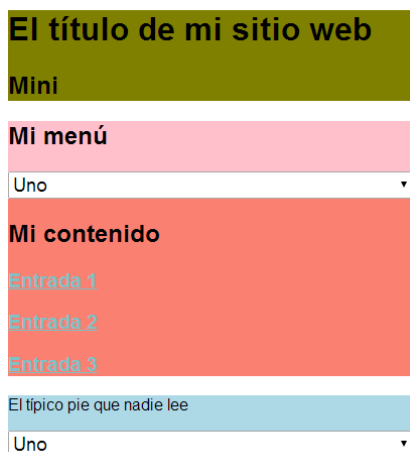 El título de mi sitio web
Mini
Mi menú
Uno
Mi contenido
Entrada 1
Entrada 2
Entrada 3
El típico pie que nadie lee
Uno